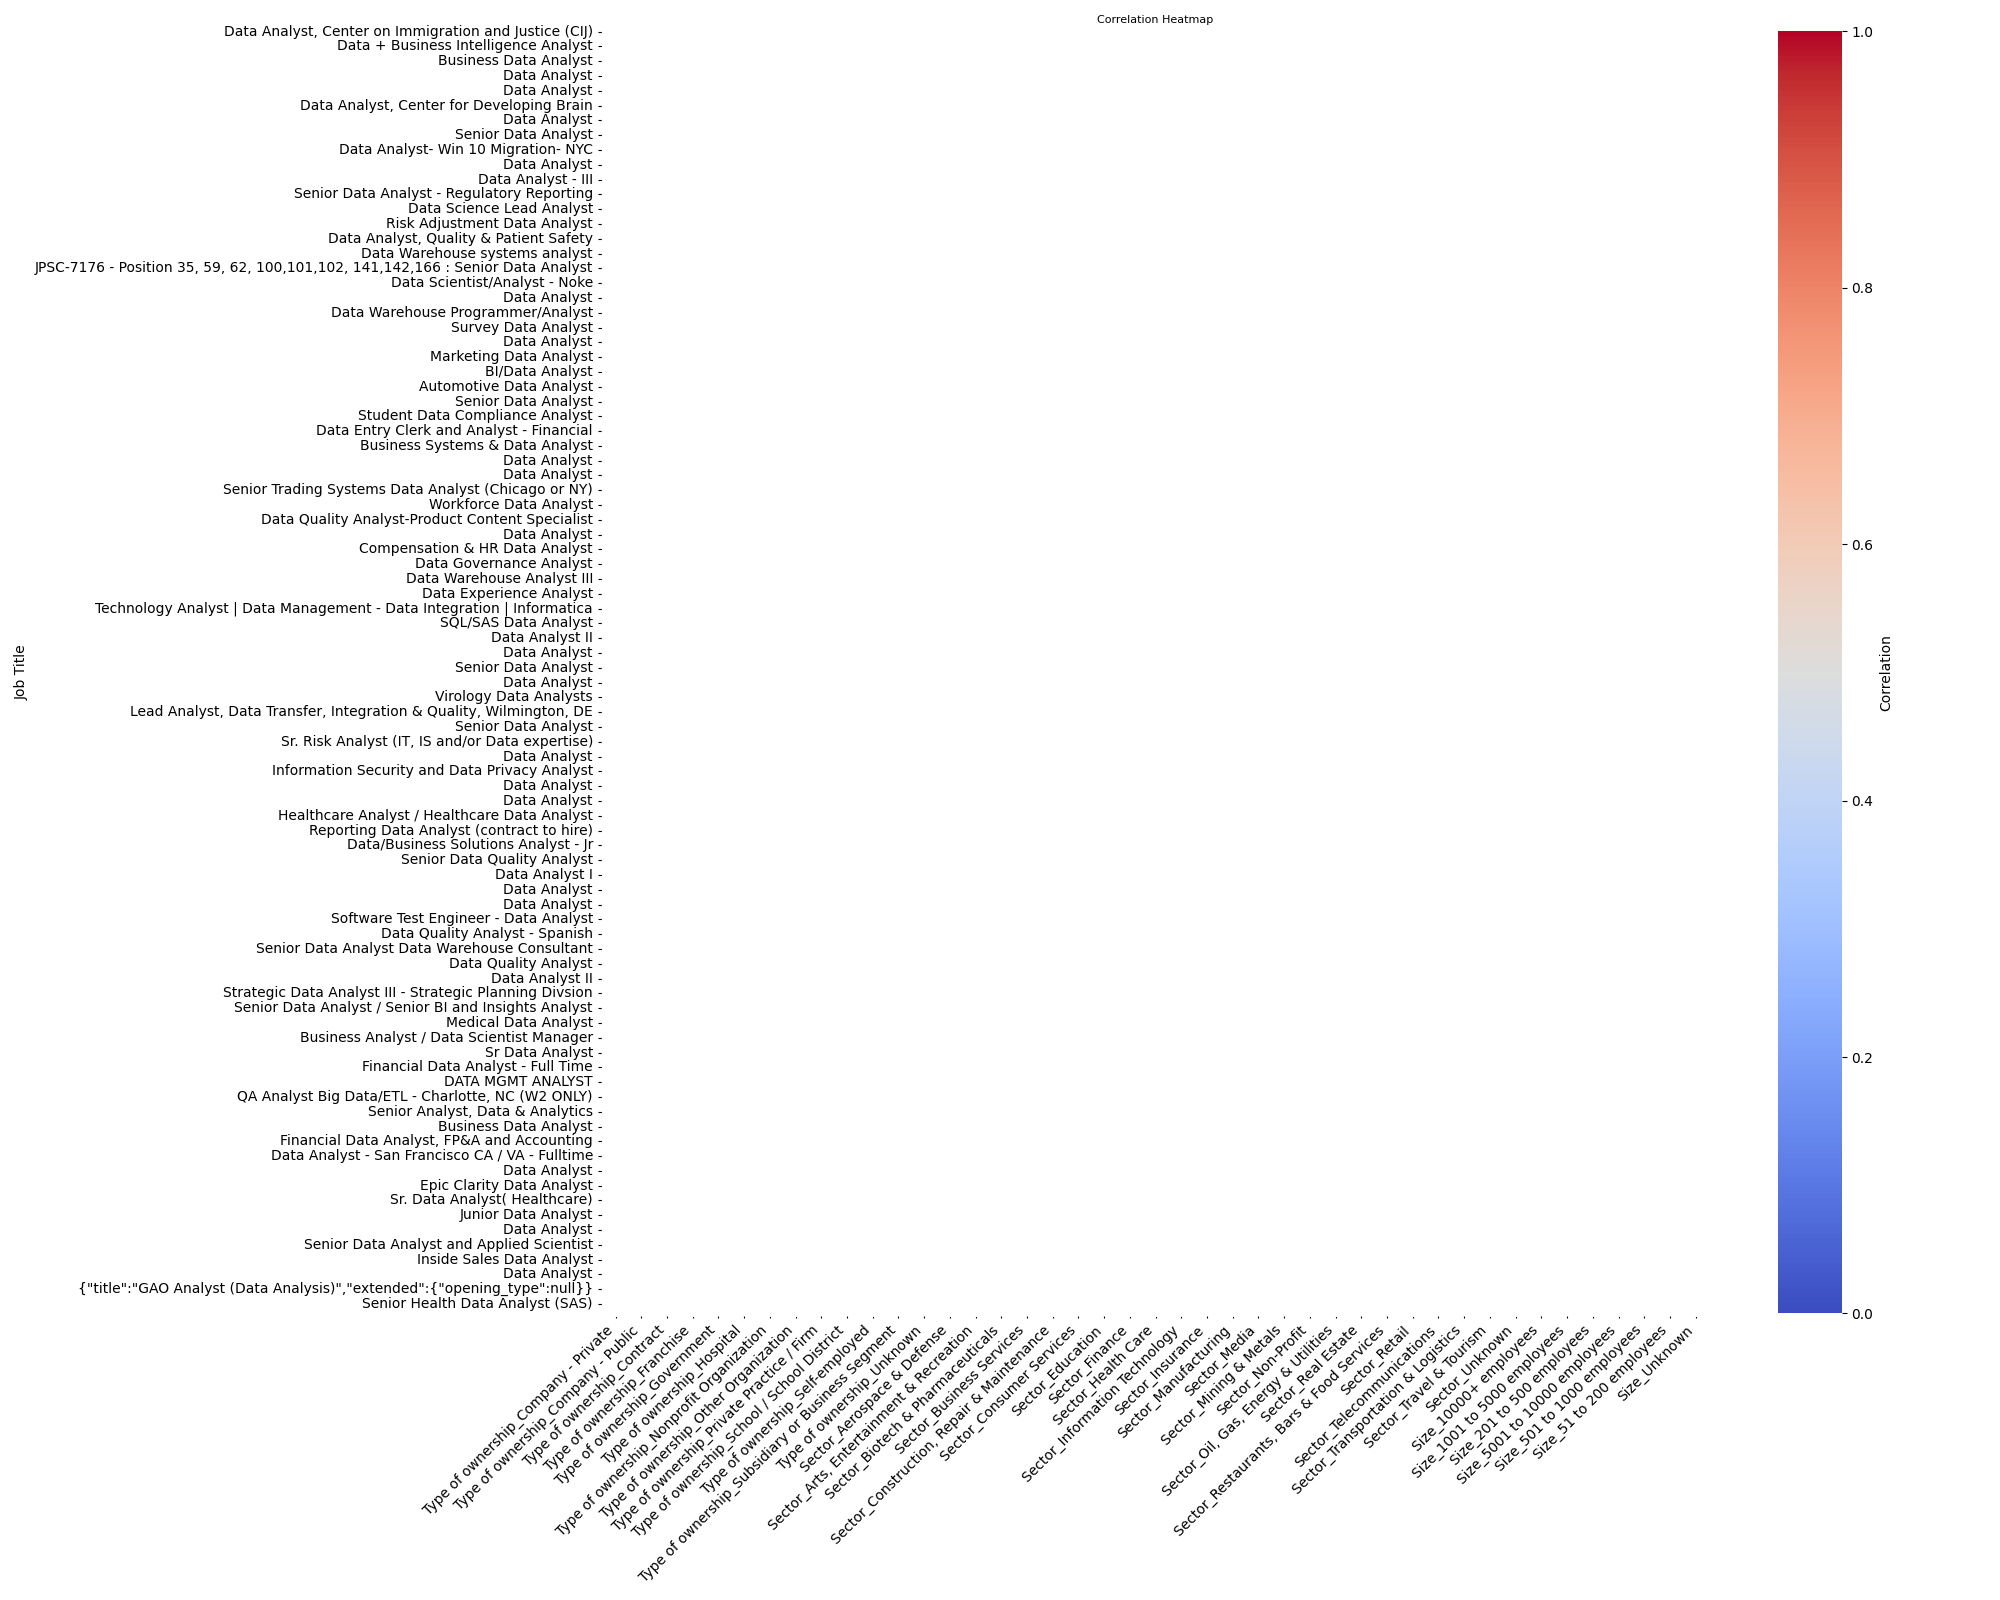 Correlation Heatmap
Data Analyst, Center on Immigration and Justice (CIJ)
Data + Business Intelligence Analyst
Business Data Analyst
Data Analyst
Data Analyst
Data Analyst, Center for Developing Brain
Data Analyst
Senior Data Analyst
Data Analyst- Win 10 Migration- NYC
Data Analyst
Data Analyst - III
Senior Data Analyst - Regulatory Reporting
Data Science Lead Analyst
Risk Adjustment Data Analyst
Data Analyst, Quality & Patient Safety
Data Warehouse systems analyst
JPSC-7176 - Position 35, 59, 62, 100,101,102, 141,142,166 : Senior Data Analyst
Data Scientist/Analyst - Noke
Data Analyst
Data Warehouse Programmer/Analyst
Survey Data Analyst
Data Analyst
Marketing Data Analyst
BI/Data Analyst
Automotive Data Analyst
Senior Data Analyst
Student Data Compliance Analyst
Data Entry Clerk and Analyst - Financial
Business Systems & Data Analyst
Data Analyst
Data Analyst
Senior Trading Systems Data Analyst (Chicago or NY)
Workforce Data Analyst
Data Quality Analyst-Product Content Specialist
Data Analyst
Compensation & HR Data Analyst
Data Governance Analyst
Data Warehouse Analyst III
Data Experience Analyst
Technology Analyst | Data Management - Data Integration | Informatica
SQL/SAS Data Analyst
Data Analyst II
Data Analyst
Senior Data Analyst
Data Analyst
Virology Data Analysts
Lead Analyst, Data Transfer, Integration & Quality, Wilmington, DE
Senior Data Analyst
Sr. Risk Analyst (IT, IS and/or Data expertise)
Data Analyst
Information Security and Data Privacy Analyst
Data Analyst
Data Analyst
Healthcare Analyst / Healthcare Data Analyst
Reporting Data Analyst (contract to hire)
Data/Business Solutions Analyst - Jr
Senior Data Quality Analyst
Data Analyst I
Data Analyst
Data Analyst
Software Test Engineer - Data Analyst
Data Quality Analyst - Spanish
Senior Data Analyst Data Warehouse Consultant
Data Quality Analyst
Data Analyst II
Strategic Data Analyst III - Strategic Planning Divsion
Senior Data Analyst / Senior BI and Insights Analyst
Medical Data Analyst
Business Analyst / Data Scientist Manager
Sr Data Analyst
Financial Data Analyst - Full Time
DATA MGMT ANALYST
QA Analyst Big Data/ETL - Charlotte, NC (W2 ONLY)
Senior Analyst, Data & Analytics
Business Data Analyst
Financial Data Analyst, FP&A and Accounting
Data Analyst - San Francisco CA / VA - Fulltime
Data Analyst
Epic Clarity Data Analyst
Sr. Data Analyst( Healthcare)
Junior Data Analyst
Data Analyst
Senior Data Analyst and Applied Scientist
Inside Sales Data Analyst
Data Analyst
{"title":"GAO Analyst (Data Analysis)","extended":{"opening_type":null}}
Senior Health Data Analyst (SAS)
Job Title
Type of ownership_Company - Private
Type of ownership_Company - Public
Type of ownership_Contract
Type of ownership_Franchise
Type of ownership_Government
Type of ownership_Hospital
Type of ownership_Nonprofit Organization
Type of ownership_Other Organization
Type of ownership_Private Practice / Firm
Type of ownership_School / School District
Type of ownership_Self-employed
Type of ownership_Subsidiary or Business Segment
Type of ownership_Unknown
Sector_Aerospace & Defense
Sector_Arts, Entertainment & Recreation
Sector_Biotech & Pharmaceuticals
Sector_Business Services
Sector_Construction, Repair & Maintenance
Sector_Consumer Services
Sector_Education
Sector_Finance
Sector_Health Care
Sector_Information Technology
Sector_Insurance
Sector_Manufacturing
Sector_Media
Sector_Mining & Metals
Sector_Non-Profit
Sector_Oil, Gas, Energy & Utilities
Sector_Real Estate
Sector_Restaurants, Bars & Food Services
Sector_Retail
Sector_Telecommunications
Sector_Transportation & Logistics
Sector_Travel & Tourism
Sector_Unknown
Size_10000+ employees
Size_1001 to 5000 employees
Size_201 to 500 employees
Size_5001 to 10000 employees
Size_501 to 1000 employees
Size_51 to 200 employees
Size_Unknown
1.0
0.8
0.6
0.4
0.2
0.0
Correlation